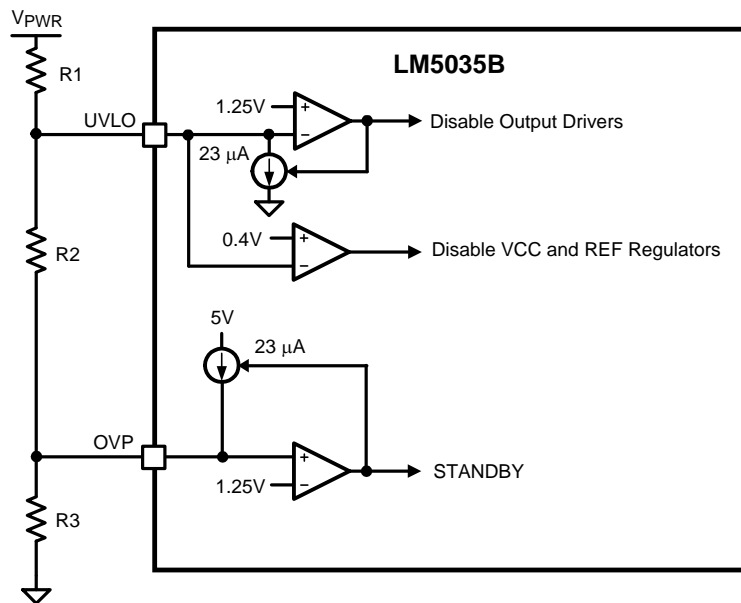 VPWR
LM5035B
R1
1.25V
+
UVLO
Disable Output Drivers
−
23 μA
0.4V
+
Disable VCC and REF Regulators
R2
−
5V
23 μA
OVP
+
STANDBY
1.25V
−
R3